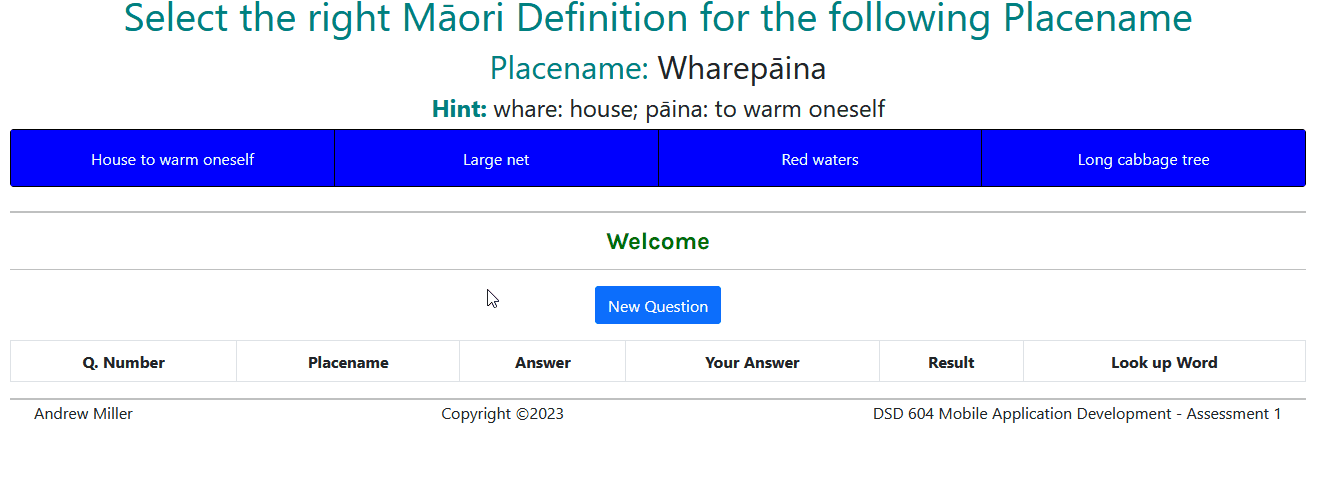 Select the right Māori Definition for the following Placename
Placename: Wharepāina
Hint: whare: house; pāina: to warm oneself
House to warm oneself Large net Red waters Long cabbage tree
Welcome
New Question
Q. Number Placename Answer Your Answer Result Look up Word
Andrew Miller Copyright ©2023 DSD 604 Mobile Application Development - Assessment 1